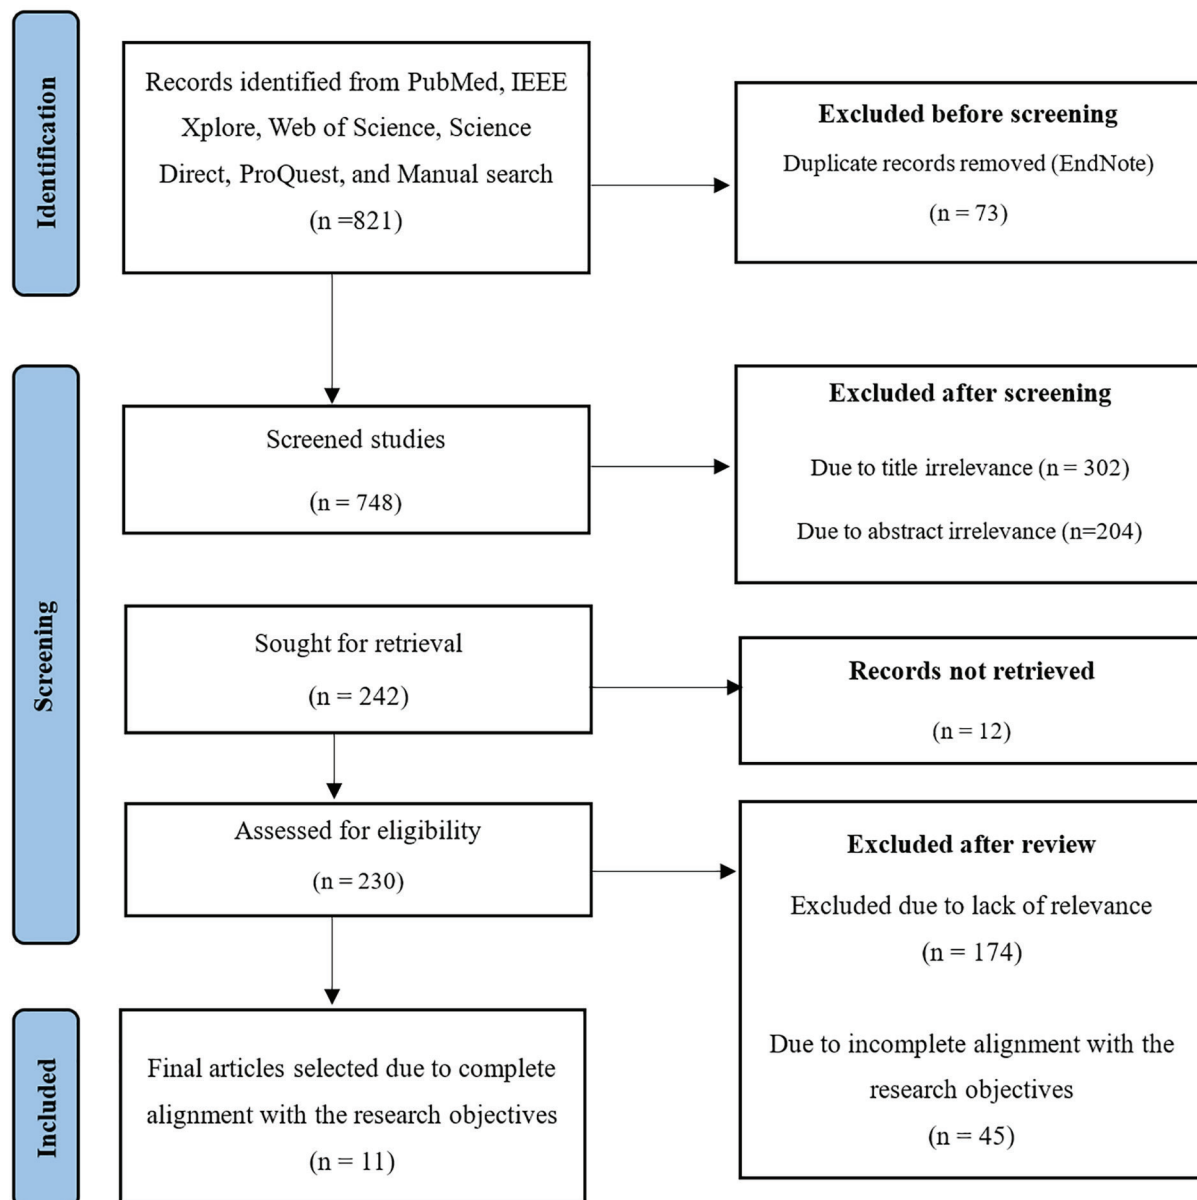 Identification
Records identified from PubMed, IEEE
Xplore, Web of Science, Science
Direct, ProQuest, and Manual search
(n =821)
Excluded before screening
Duplicate records removed (EndNote)
(n = 73)
Screening
Screened studies
(n = 748)
Excluded after screening
Due to title irrelevance (n = 302)
Due to abstract irrelevance (n=204)
Sought for retrieval
(n = 242)
Records not retrieved
(n = 12)
Assessed for eligibility
(n = 230)
Excluded after review
Excluded due to lack of relevance
(n = 174)
Due to incomplete alignment with the
research objectives
(n = 45)
Included
Final articles selected due to complete
alignment with the research objectives
(n = 11)